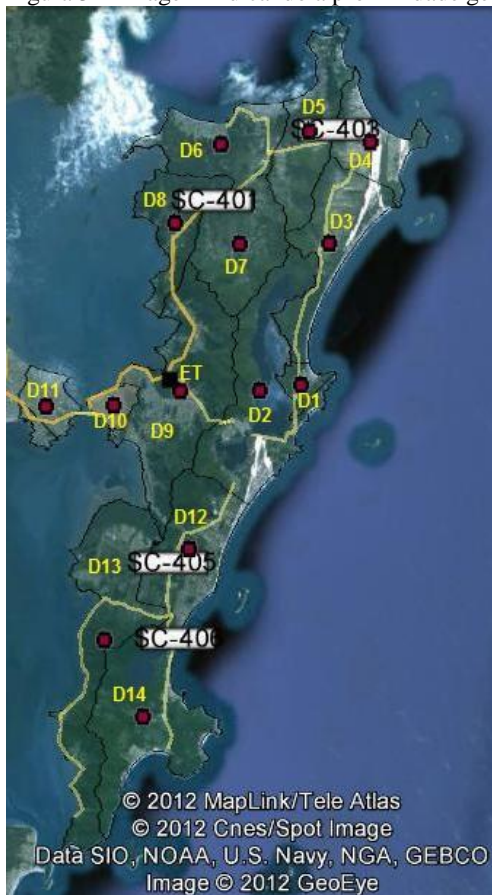 D5
SC-403
D6
D4
D8
SC-401
D3
D7
ET
D11
D10
D2
D1
D9
D12
D13
SC-405
SC-406
D14
© 2012 MapLink/Tele Atlas
© 2012 Cnes/Spot Image
Data SIO, NOAA, U.S. Navy, NGA, GEBCO
Image © 2012 GeoEye